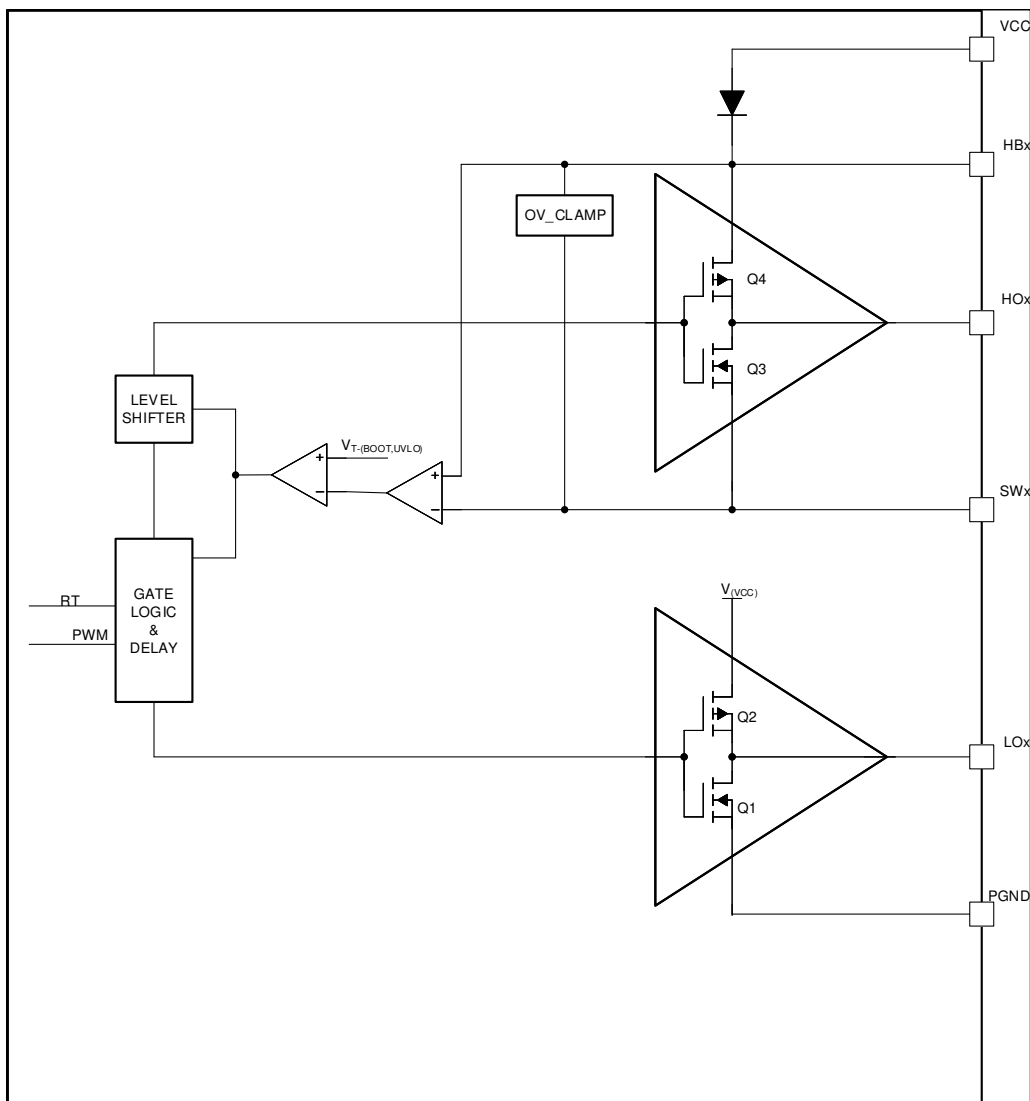 VCC
HBx
OV_CLAMP
Q4
HOx
Q3
LEVEL
SHIFTER
VT-(BOOT,UVLO)
+
−
+
−
SWx
GATE
LOGIC
&
DELAY
RT
PWM
V(VCC)
Q2
LOx
Q1
PGND